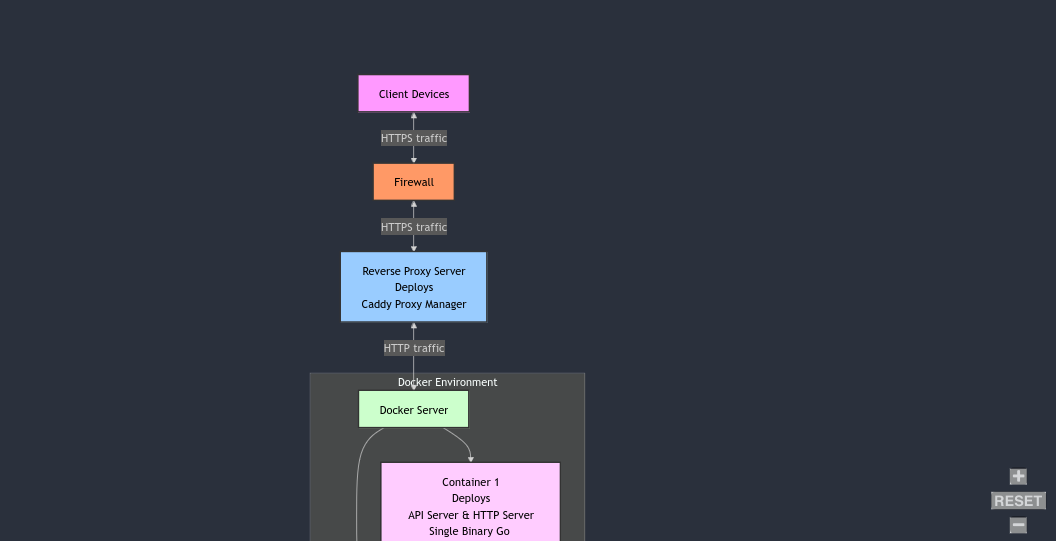 Client Devices
HTTPS traffic
Firewall
HTTPS traffic
Reverse Proxy Server
Deploys
Caddy Proxy Manager
HTTP traffic
Docker Environment
Docker Server
Container 1
Deploys
API Server & HTTP Server
Single Binary Go
+
RESET
−